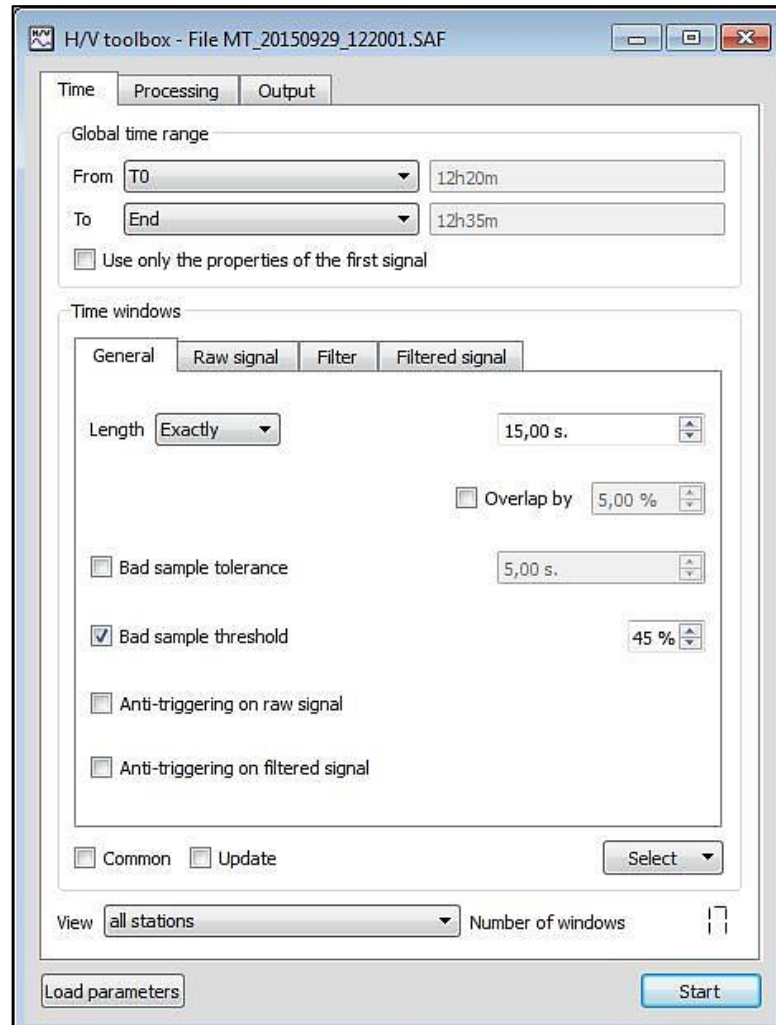 H/V toolbox - File MT_20150929_122001.SAF
Time Processing Output
Global time range
From T0 12h20m
To End 12h35m
Use only the properties of the first signal
Time windows
General Raw signal Filter Filtered signal
Length Exactly 15,00 s.
Overlap by 5,00 %
Bad sample tolerance 5,00 s.
Bad sample threshold 45 %
Anti-triggering on raw signal
Anti-triggering on filtered signal
Common Update Select
View all stations Number of windows 17
Load parameters Start